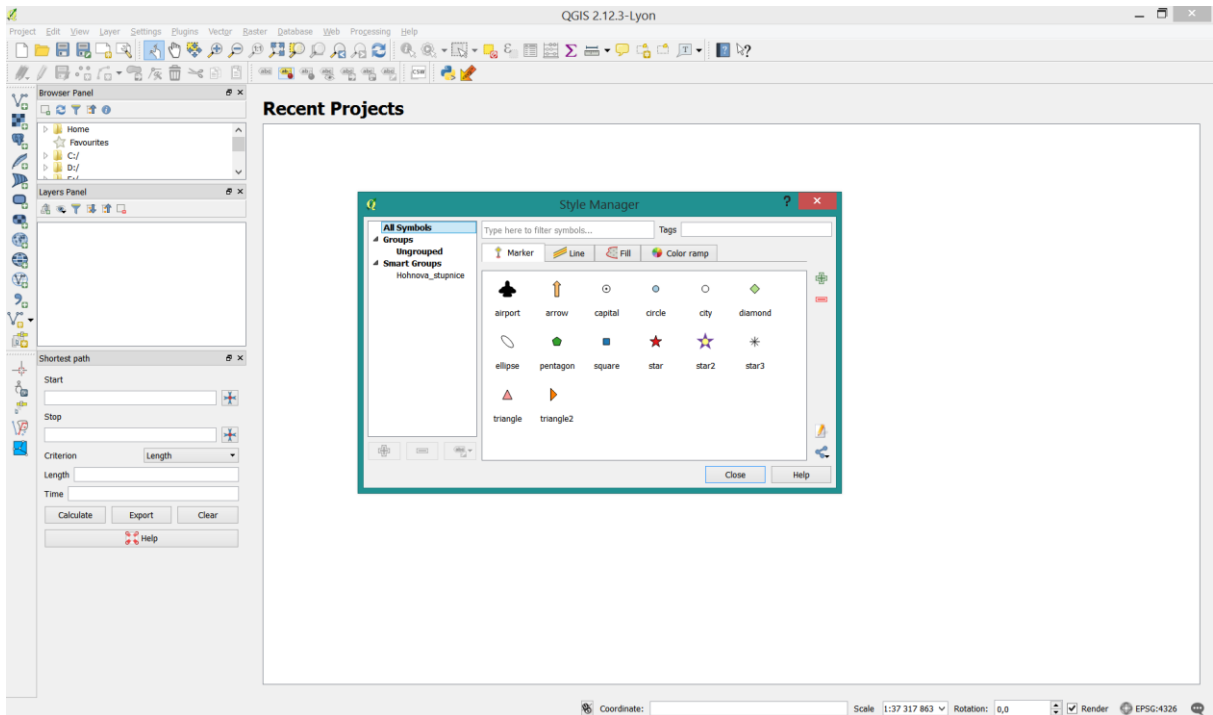 QGIS 2.12.3-Lyon
Project Edit View Layer Settings Plugins Vector Raster Database Web Processing Help
CSW
Browser Panel
Home
Favourites
C:/
D:/
Layers Panel
Shortest path
Start
Stop
Criterion Length
Length
Time
Calculate Export Clear
Help
Recent Projects
Style Manager
All Symbols
Groups
Ungrouped
Smart Groups
Hohnova_stupnice
Type here to filter symbols... Tags
Marker Line Fill Color ramp
airport arrow capital circle city diamond
ellipse pentagon square star star2 star3
triangle triangle2
Close Help
Coordinate: Scale 1:37 317 863 Rotation: 0,0 Render EPSG:4326